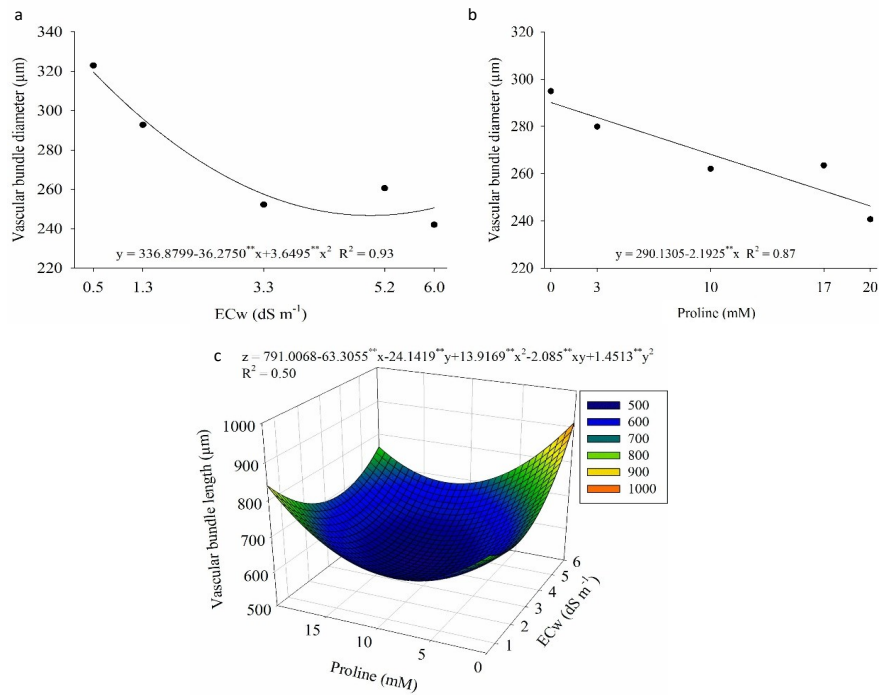 a
Vascular bundle diameter (μm)
340
320
300
280
260
240
220
y = 336.8799-36.2750**x+3.6495**x² R² = 0.93
0.5 1.3 3.3 5.2 6.0
ECw (dS m⁻¹)
b
Vascular bundle diameter (μm)
320
300
280
260
240
220
y = 290.1305-2.1925**x R² = 0.87
0 3 10 17 20
Proline (mM)
c
z = 791.0068-63.3055**x-24.1419**y+13.9169**x²-2.085**xy+1.4513**y²
R² = 0.50
Vascular bundle length (μm)
1000
900
800
700
600
500
15 10 5 0
Proline (mM)
1 2 3 4 5 6
ECw (dS m⁻¹)
500
600
700
800
900
1000